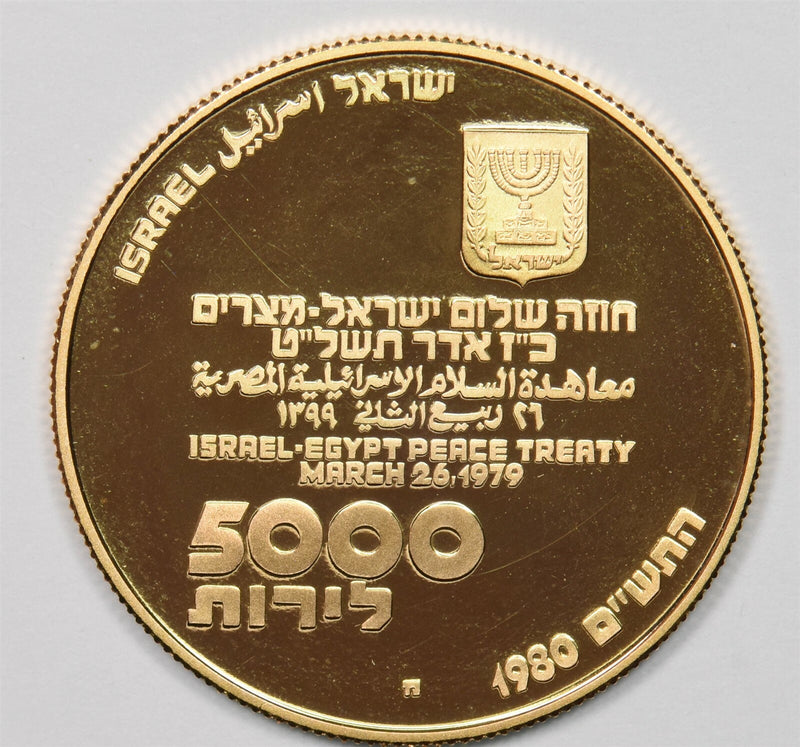 ISRAEL اسرائيل ישראל
ישראל
חוזה שלום ישראל-מצרים
כ"ז אדר תשל"ט
معاهدة السلام الاسرائيلية المصرية
٢٦ ربيع الثاني ١٣٩٩
ISRAEL-EGYPT PEACE TREATY
MARCH 26,1979
5000
לירות
1980 התש"ם
מ